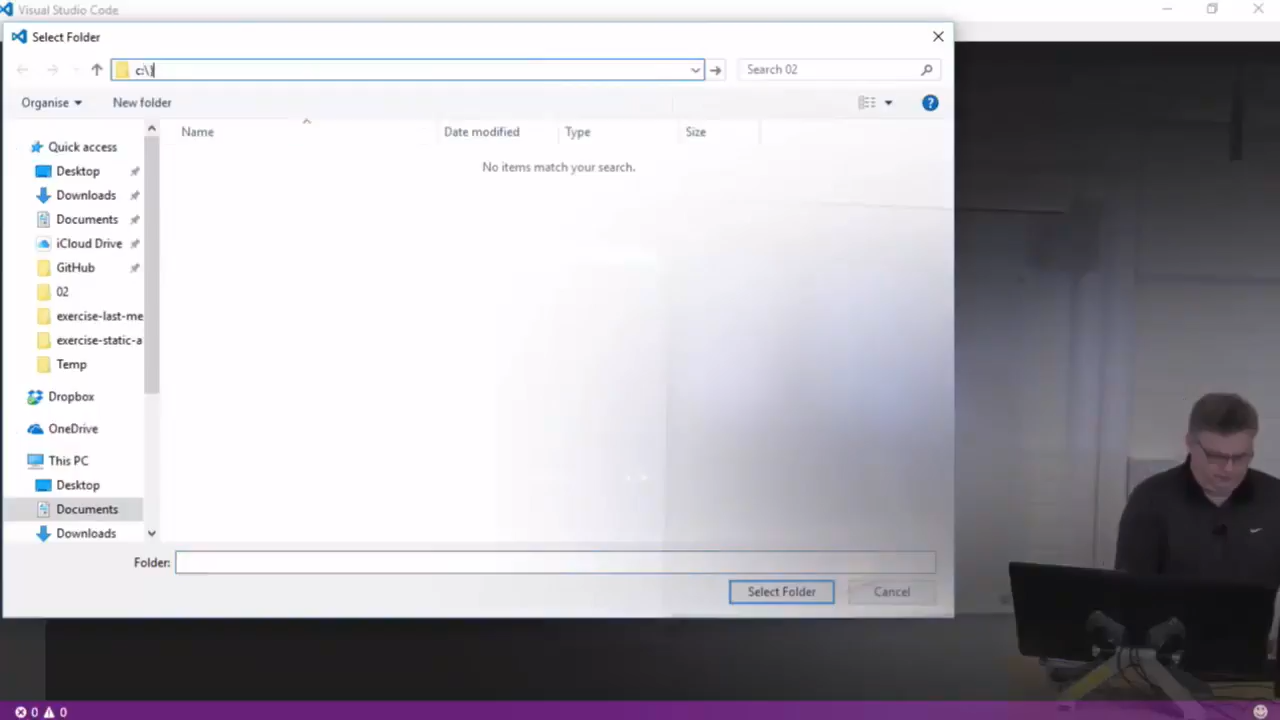 Visual Studio Code
Select Folder
c:\
Search 02
Organise
New folder
?
Name
Date modified
Type
Size
No items match your search.
Quick access
Desktop
Downloads
Documents
iCloud Drive
GitHub
02
exercise-last-me
exercise-static-a
Temp
Dropbox
OneDrive
This PC
Desktop
Documents
Downloads
Folder:
Select Folder
Cancel
0 0